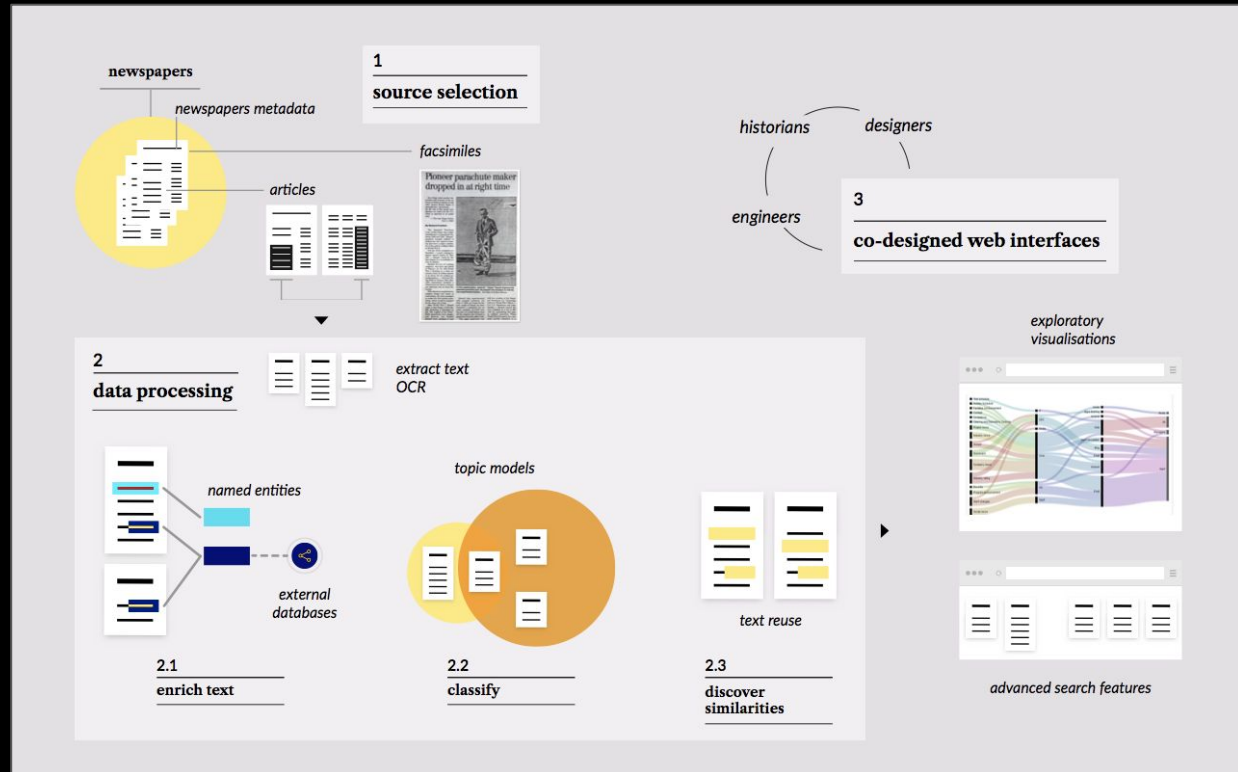 newspapers
newspapers metadata
articles
1
source selection
facsimiles
Pioneer parachute maker
dropped in at right time
historians
designers
engineers
3
co-designed web interfaces
2
data processing
extract text
OCR
named entities
external
databases
2.1
enrich text
topic models
2.2
classify
text reuse
2.3
discover
similarities
exploratory
visualisations
advanced search features